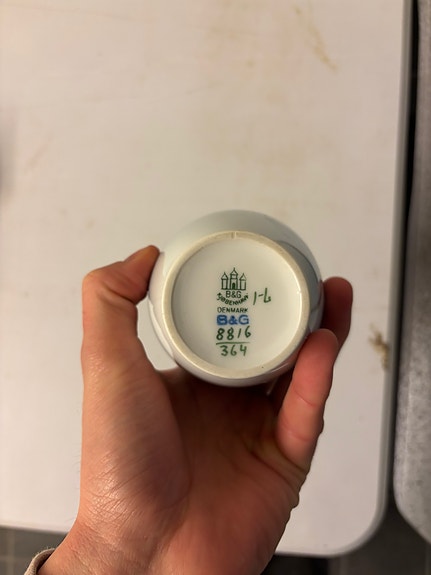 B&G
KJØBENHAVN
1-6
DENMARK
B&G
8816
364